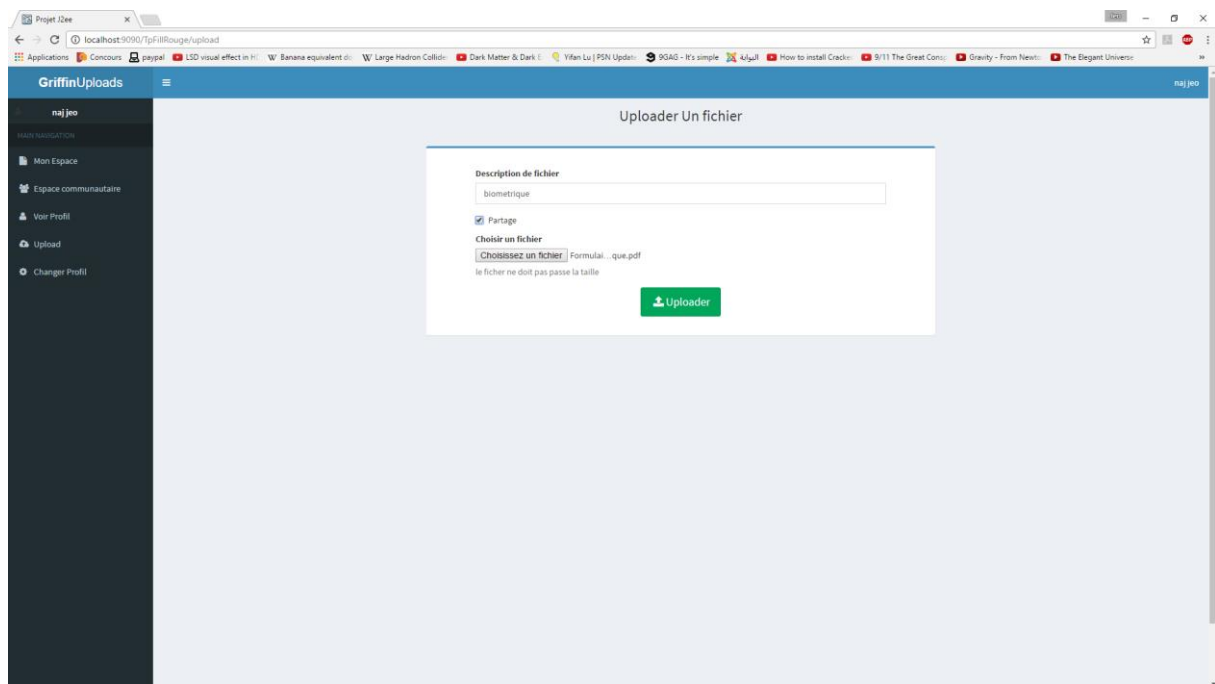 Projet J2ee
localhost:9090/TpFillRouge/upload
Applications Concours paypal LSD visual effect in H Banana equivalent d Large Hadron Collide Dark Matter & Dark E Yifan Lu | PSN Updat 9GAG - It's simple البوابة How to install Cracke 9/11 The Great Cons Gravity - From Newt The Elegant Universe »
GriffinUploads
naj jeo
naj jeo
MAIN NAVIGATION
Mon Espace
Espace communautaire
Voir Profil
Upload
Changer Profil
Uploader Un fichier
Description de fichier
biometrique
Partage
Choisir un fichier
Choisissez un fichier Formulai...que.pdf
le ficher ne doit pas passe la taille
Uploader